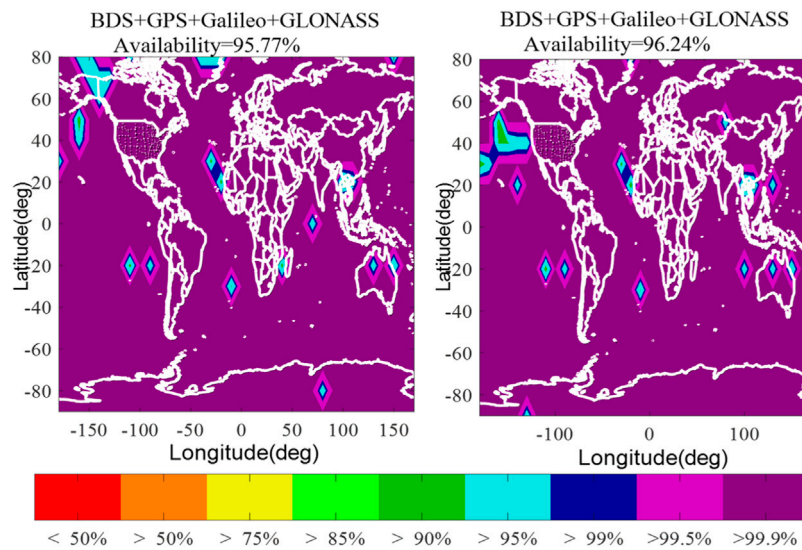 BDS+GPS+Galileo+GLONASS
Availability=95.77%
80
60
40
20
0
20
-40
-60
-80
Latitude(deg)
-150 -100 -50 0 50 100 150
Longitude(deg)
BDS+GPS+Galileo+GLONASS
Availability=96.24%
80
60
40
20
0
-20
-40
-60
-80
Latitude(deg)
-100 0 100
Longitude(deg)
< 50% > 50% > 75% > 85% > 90% > 95% > 99% >99.5% >99.9%